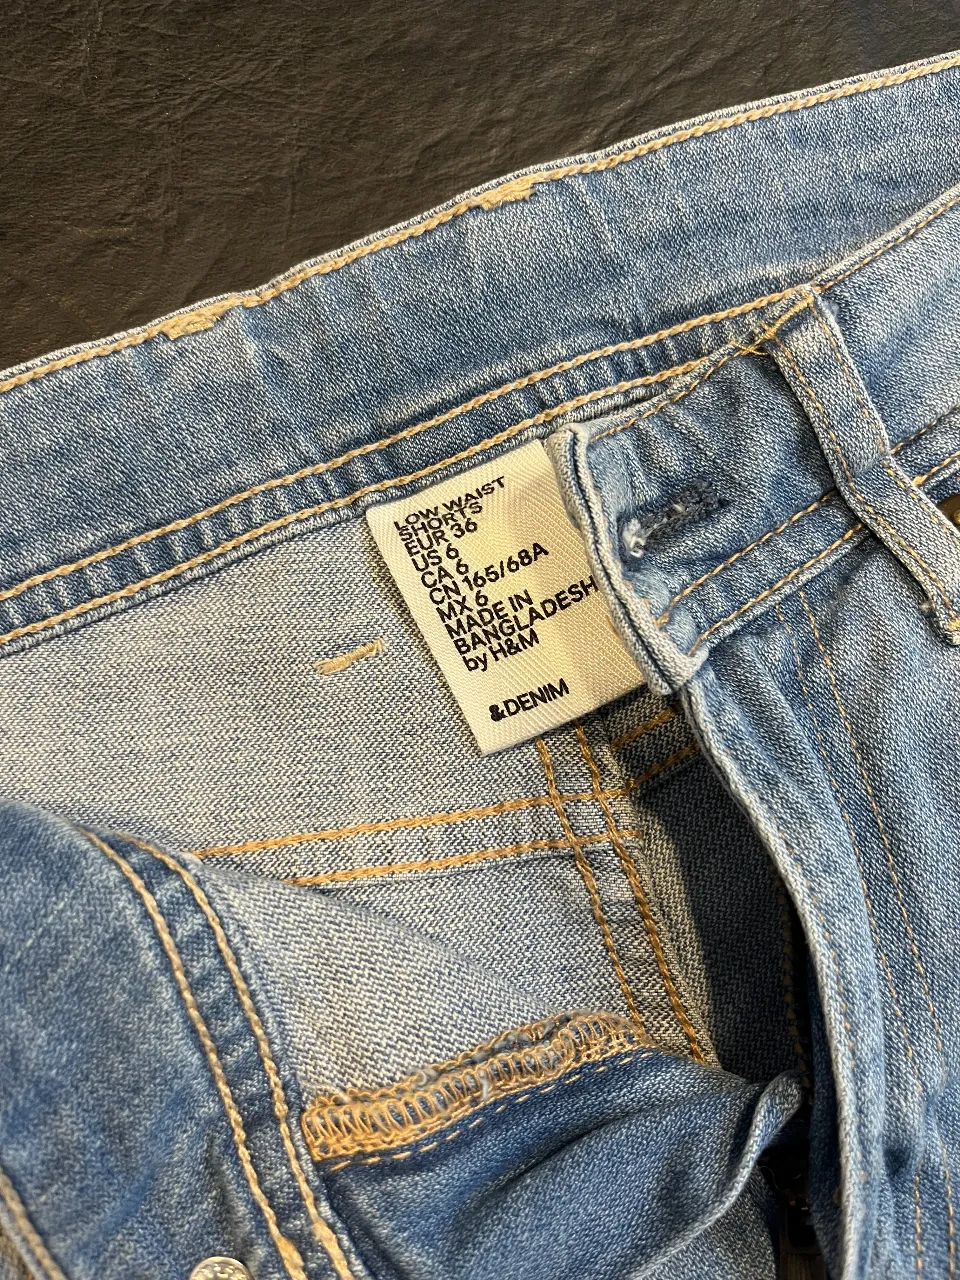 LOW WAIST
SHORTS
EUR 36
US 6
CA 6
CN 165/68A
MX 6
MADE IN
BANGLADESH
by H&M
&DENIM